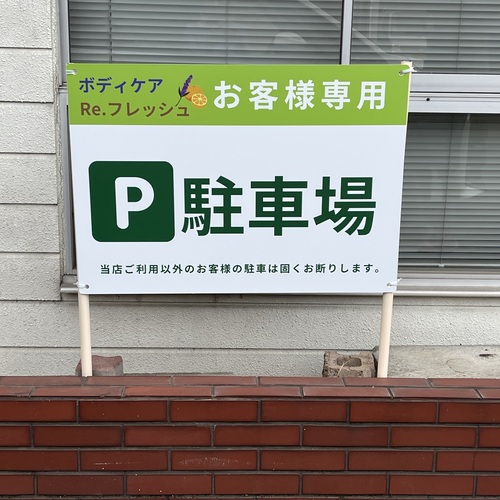 ボディケア
Re.フレッシュ
お客様専用
P 駐車場
当店ご利用以外のお客様の駐車は固くお断りします。